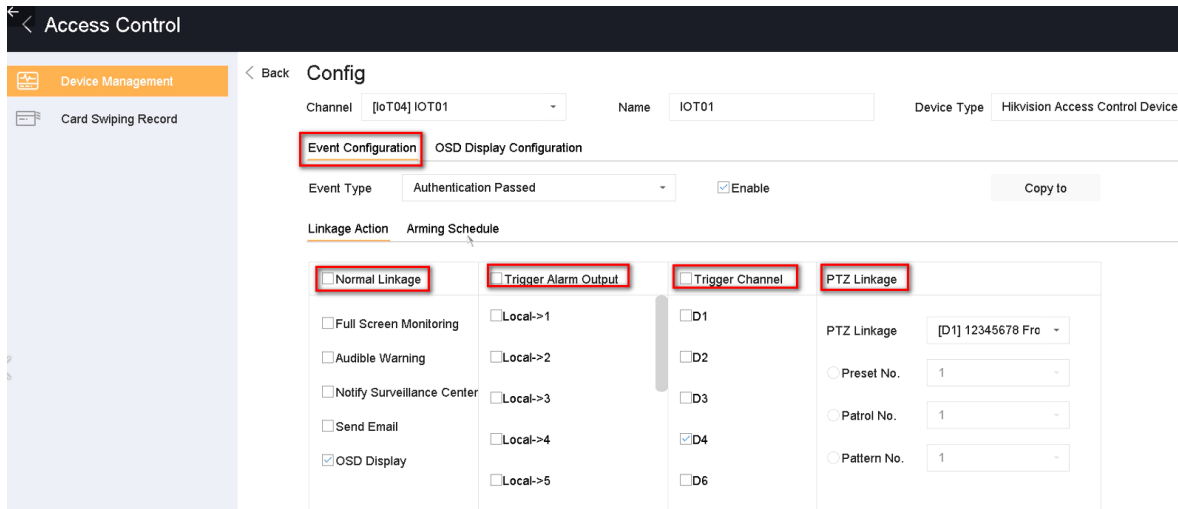 Access Control
Device Management
Card Swiping Record
Back Config
Channel [IoT04] IOT01 Name IOT01 Device Type Hikvision Access Control Device
Event Configuration OSD Display Configuration
Event Type Authentication Passed Enable Copy to
Linkage Action Arming Schedule
Normal Linkage Trigger Alarm Output Trigger Channel PTZ Linkage
Full Screen Monitoring Local->1 D1 PTZ Linkage [D1] 12345678 Fro
Audible Warning Local->2 D2 Preset No. 1
Notify Surveillance Center Local->3 D3 Patrol No. 1
Send Email Local->4 D4 Pattern No. 1
OSD Display Local->5 D6